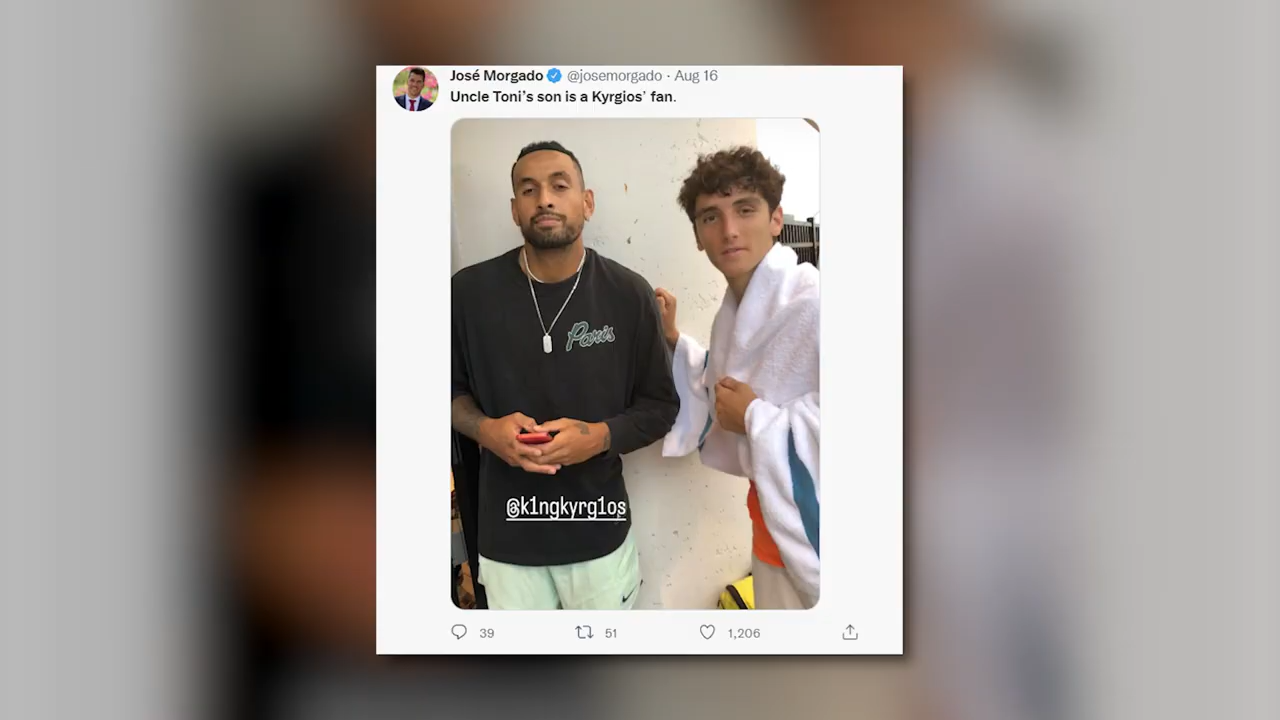 José Morgado @josemorgado · Aug 16
Uncle Toni's son is a Kyrgios' fan.
Paris
@k1ngkyrg1os
39 51 1,206